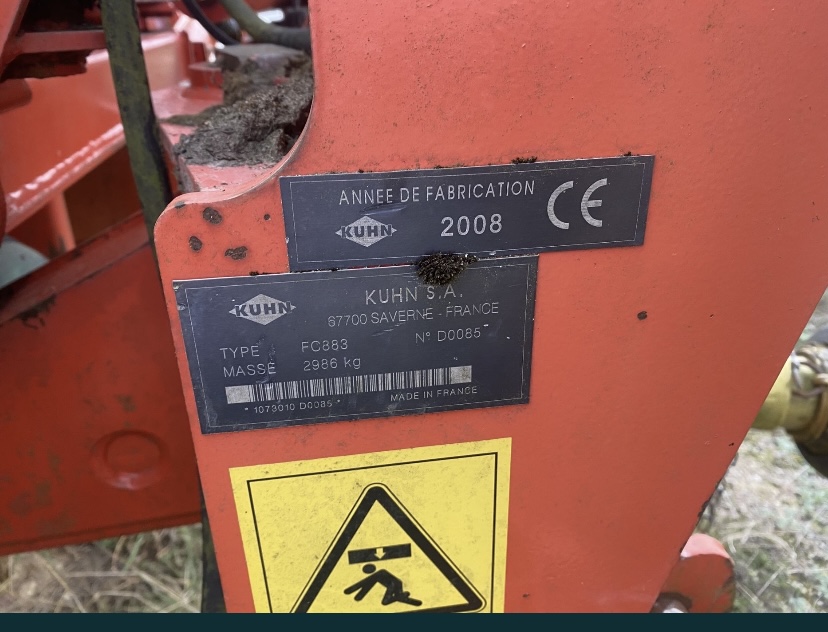 ANNEE DE FABRICATION
KUHN 2008 CE
KUHN KUHN S.A.
67700 SAVERNE - FRANCE
TYPE FC883 N° D0085
MASSE 2986 kg
* 1073010 D0085 * MADE IN FRANCE